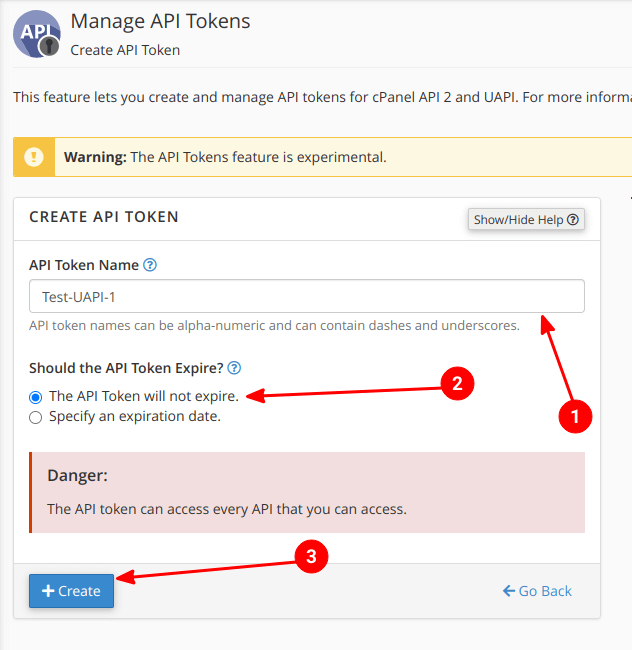 API
Manage API Tokens
Create API Token
This feature lets you create and manage API tokens for cPanel API 2 and UAPI. For more
Warning: The API Tokens feature is experimental.
CREATE API TOKEN
Show/Hide Help ?
API Token Name ?
Test-UAPI-1
API token names can be alpha-numeric and can contain dashes and underscores.
1
Should the API Token Expire? ?
The API Token will not expire.
2
Specify an expiration date.
Danger:
The API token can access every API that you can access.
3
+ Create
Go Back